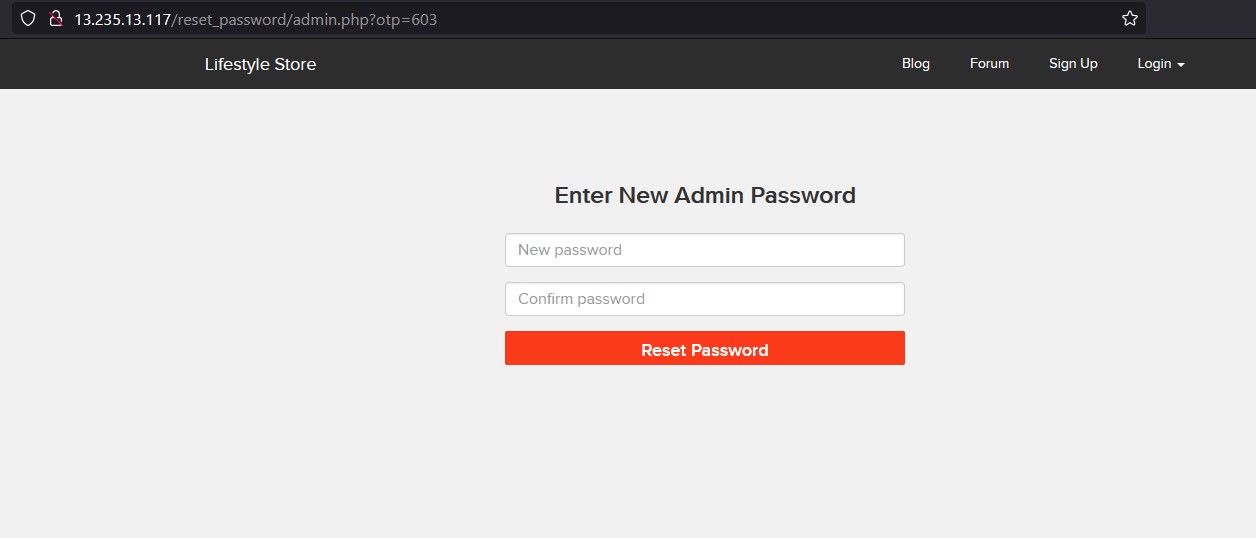 13.235.13.117/reset_password/admin.php?otp=603
Lifestyle Store Blog Forum Sign Up Login
Enter New Admin Password
New password
Confirm password
Reset Password